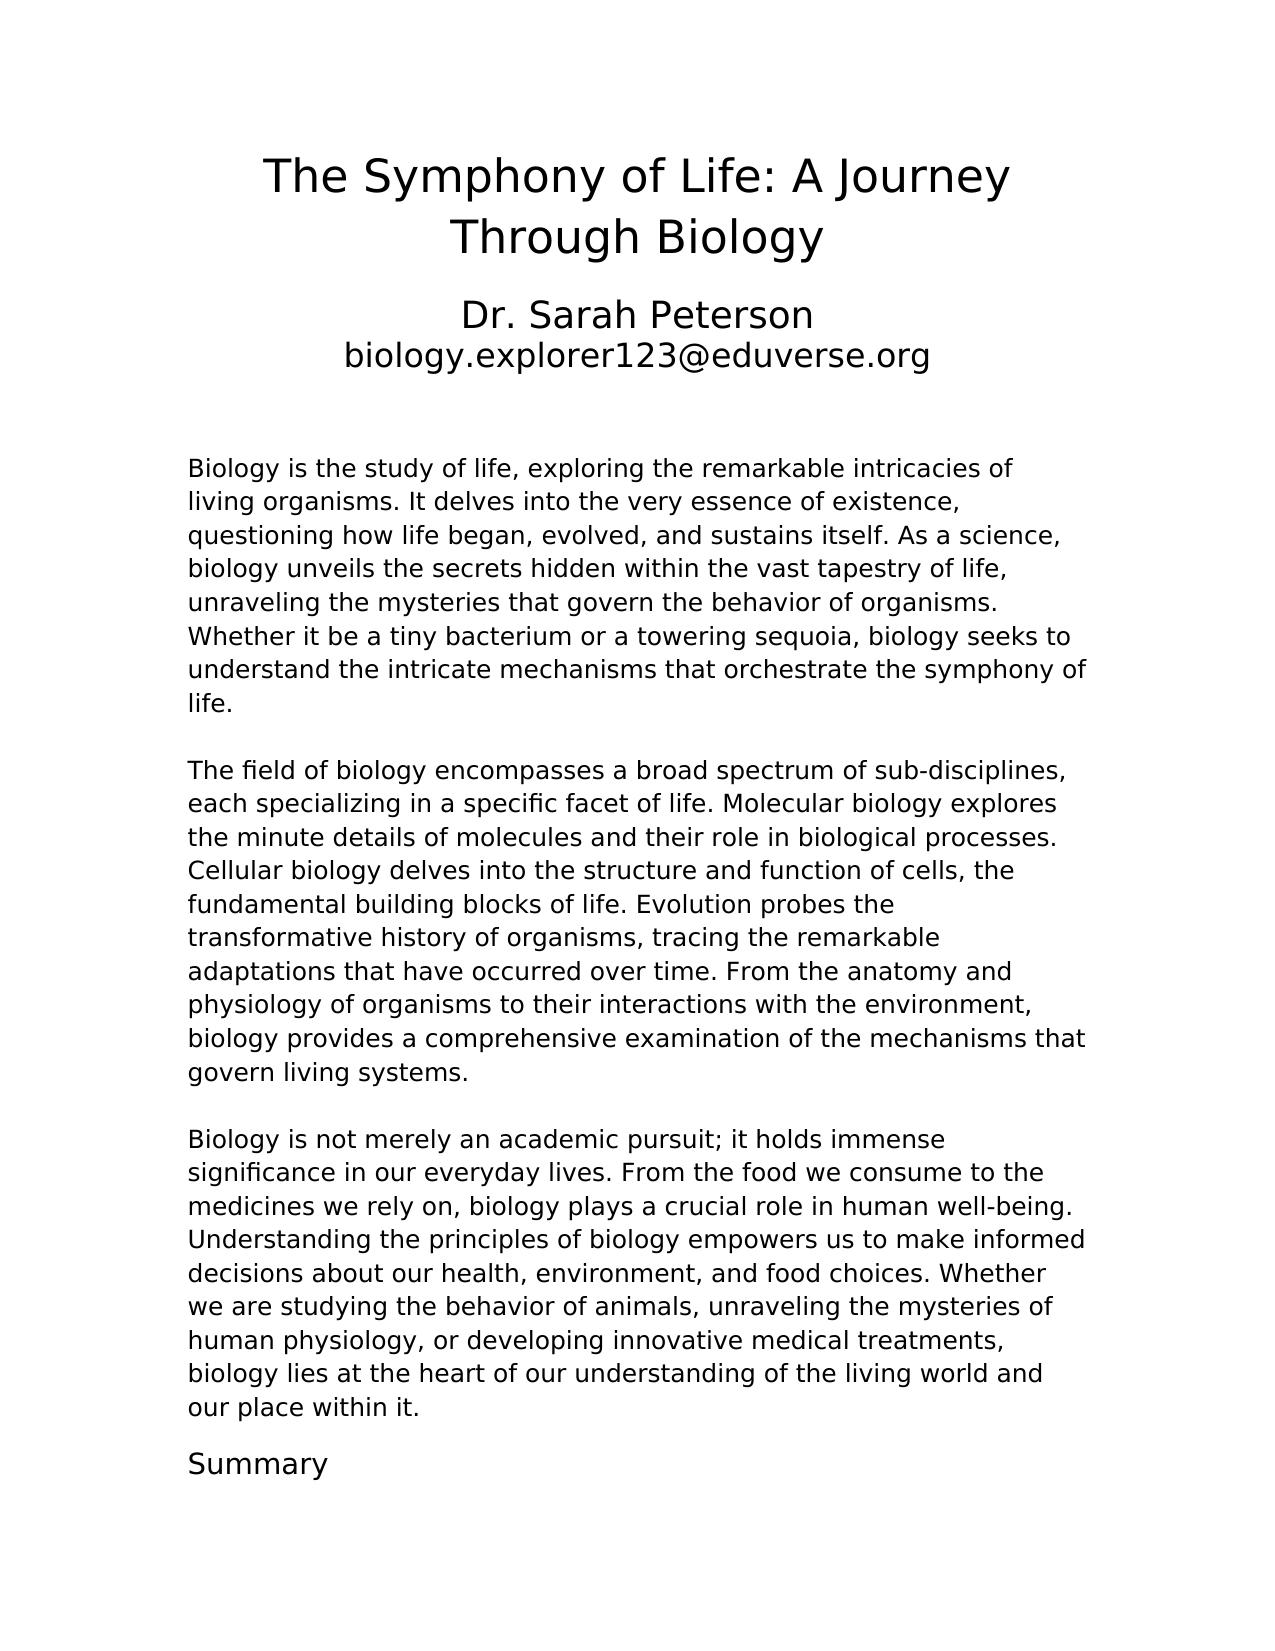 The Symphony of Life: A Journey
Through Biology
Dr. Sarah Peterson
biology.explorer123@eduverse.org
Biology is the study of life, exploring the remarkable intricacies of
living organisms. It delves into the very essence of existence,
questioning how life began, evolved, and sustains itself. As a science,
biology unveils the secrets hidden within the vast tapestry of life,
unraveling the mysteries that govern the behavior of organisms.
Whether it be a tiny bacterium or a towering sequoia, biology seeks to
understand the intricate mechanisms that orchestrate the symphony of
life.
The field of biology encompasses a broad spectrum of sub-disciplines,
each specializing in a specific facet of life. Molecular biology explores
the minute details of molecules and their role in biological processes.
Cellular biology delves into the structure and function of cells, the
fundamental building blocks of life. Evolution probes the
transformative history of organisms, tracing the remarkable
adaptations that have occurred over time. From the anatomy and
physiology of organisms to their interactions with the environment,
biology provides a comprehensive examination of the mechanisms that
govern living systems.
Biology is not merely an academic pursuit; it holds immense
significance in our everyday lives. From the food we consume to the
medicines we rely on, biology plays a crucial role in human well-being.
Understanding the principles of biology empowers us to make informed
decisions about our health, environment, and food choices. Whether
we are studying the behavior of animals, unraveling the mysteries of
human physiology, or developing innovative medical treatments,
biology lies at the heart of our understanding of the living world and
our place within it.
Summary